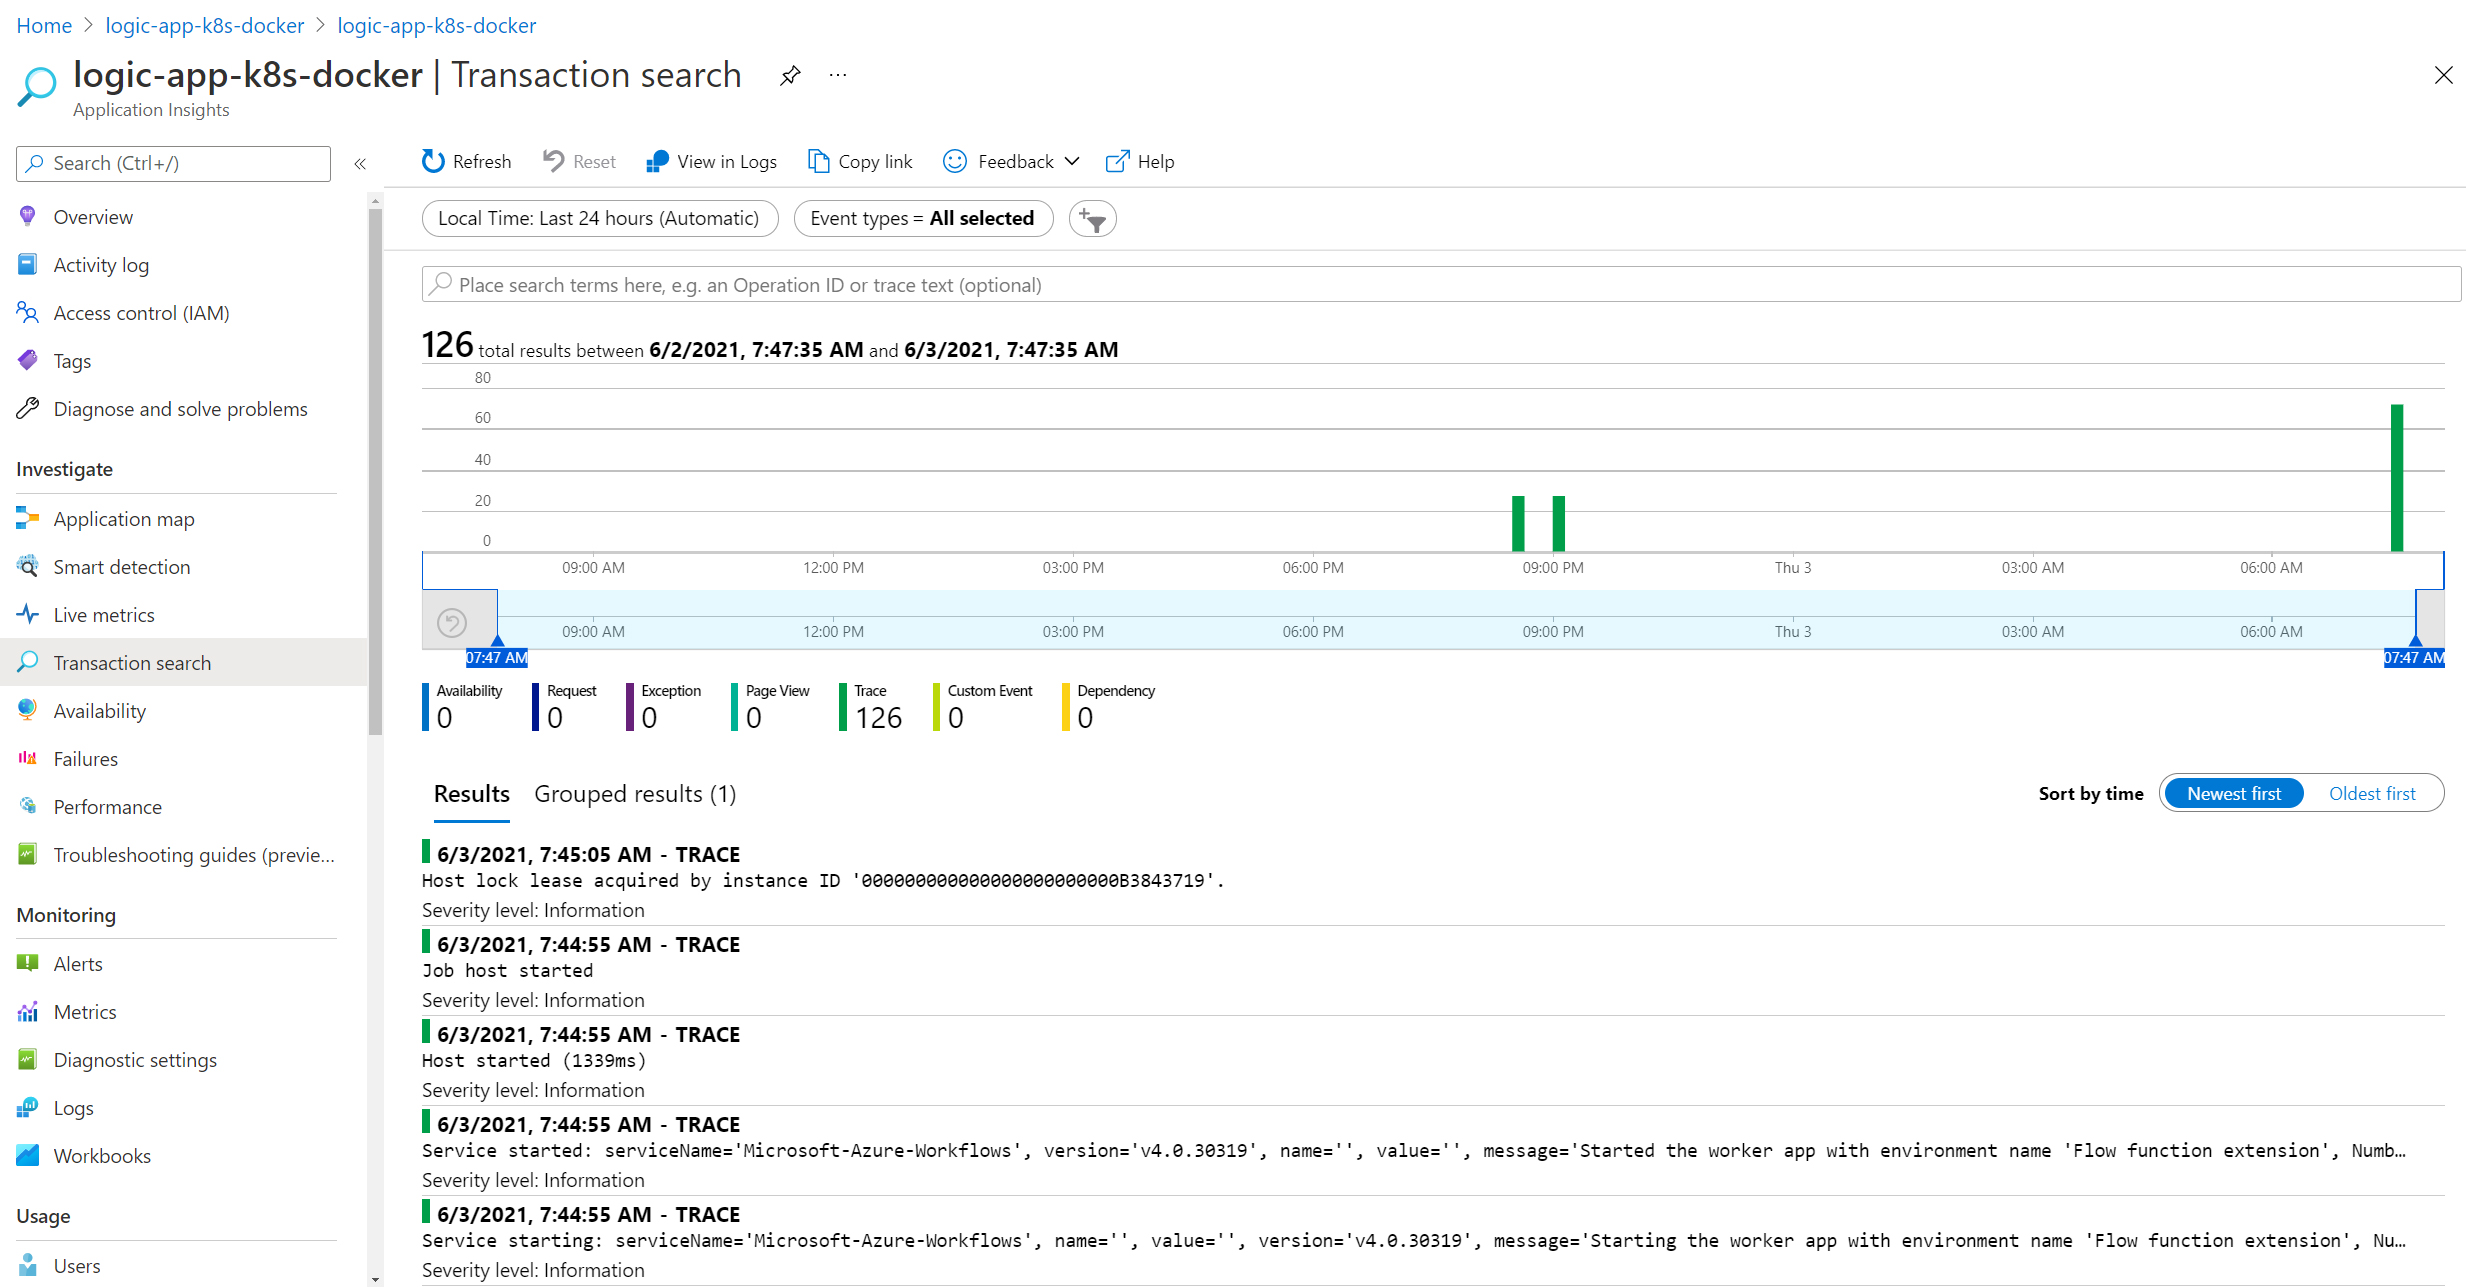 Home > logic-app-k8s-docker > logic-app-k8s-docker
logic-app-k8s-docker | Transaction search ...
Application Insights
Search (Ctrl+/) «
Overview
Activity log
Access control (IAM)
Tags
Diagnose and solve problems
Investigate
Application map
Smart detection
Live metrics
Transaction search
Availability
Failures
Performance
Troubleshooting guides (previe...
Monitoring
Alerts
Metrics
Diagnostic settings
Logs
Workbooks
Usage
Users
Refresh Reset View in Logs Copy link Feedback Help
Local Time: Last 24 hours (Automatic) Event types = All selected
Place search terms here, e.g. an Operation ID or trace text (optional)
126 total results between 6/2/2021, 7:47:35 AM and 6/3/2021, 7:47:35 AM
80
60
40
20
0
09:00 AM 12:00 PM 03:00 PM 06:00 PM 09:00 PM Thu 3 03:00 AM 06:00 AM
09:00 AM 12:00 PM 03:00 PM 06:00 PM 09:00 PM Thu 3 03:00 AM 06:00 AM
07:47 AM 07:47 AM
Availability Request Exception Page View Trace Custom Event Dependency
0 0 0 0 126 0 0
Results Grouped results (1) Sort by time Newest first Oldest first
6/3/2021, 7:45:05 AM - TRACE
Host lock lease acquired by instance ID '000000000000000000000000B3843719'.
Severity level: Information
6/3/2021, 7:44:55 AM - TRACE
Job host started
Severity level: Information
6/3/2021, 7:44:55 AM - TRACE
Host started (1339ms)
Severity level: Information
6/3/2021, 7:44:55 AM - TRACE
Service started: serviceName='Microsoft-Azure-Workflows', version='v4.0.30319', name='', value='', message='Started the worker app with environment name 'Flow function extension', Numb…
Severity level: Information
6/3/2021, 7:44:55 AM - TRACE
Service starting: serviceName='Microsoft-Azure-Workflows', name='', value='', version='v4.0.30319', message='Starting the worker app with environment name 'Flow function extension', Nu…
Severity level: Information